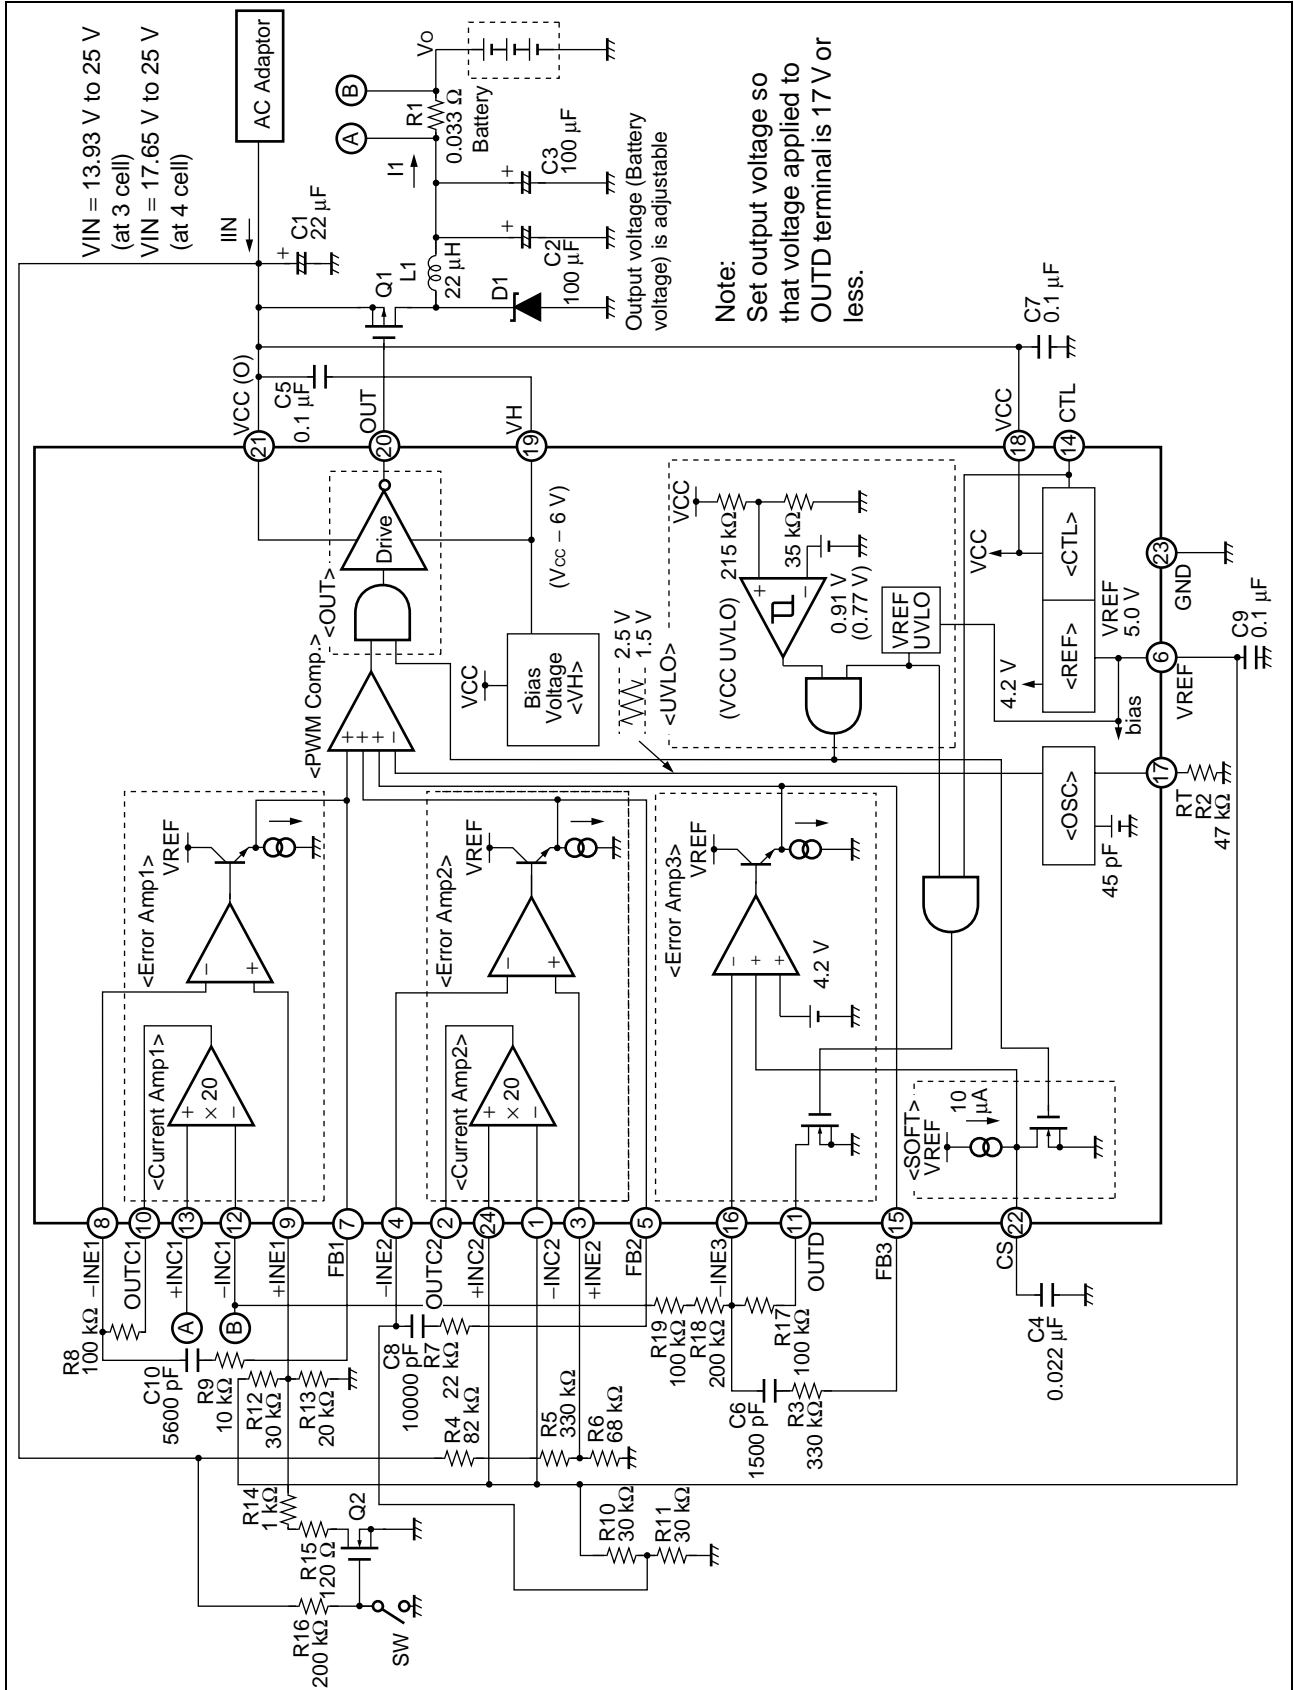 VIN = 13.93 V to 25 V
(at 3 cell)
VIN = 17.65 V to 25 V
(at 4 cell)
AC Adaptor
IIN
C1
22 µF
VO
A
B
R1
0.033 Ω
Battery
I1
C3
100 µF
C2
100 µF
Q1
L1
22 µH
D1
Output voltage (Battery
voltage) is adjustable
Note:
Set output voltage so
that voltage applied to
OUTD terminal is 17 V or
less.
C7
0.1 µF
VCC (O)
C5
0.1 µF
OUT
VH
VCC
CTL
21
20
19
18
14
Drive
<OUT>
(VCC – 6 V)
<PWM Comp.>
+
+
+
−
VCC
Bias
Voltage
<VH>
2.5 V
1.5 V
<UVLO>
(VCC UVLO)
VCC
215 kΩ
35 kΩ
+
−
0.91 V
(0.77 V)
VREF
UVLO
VCC
4.2 V
<REF>
<CTL>
VREF
5.0 V
bias
23
GND
6
VREF
C9
0.1 µF
<OSC>
45 pF
17
RT
R2
47 kΩ
<Error Amp1>
VREF
−
+
<Current Amp1>
+
−
× 20
<Error Amp2>
VREF
−
+
<Current Amp2>
+
−
× 20
<Error Amp3>
VREF
−
+
+
4.2 V
<SOFT>
VREF
10
µA
8
10
13
12
9
7
4
2
24
1
3
5
16
11
15
22
−INE1
OUTC1
+INC1
−INC1
+INE1
FB1
−INE2
OUTC2
+INC2
−INC2
+INE2
FB2
−INE3
OUTD
FB3
CS
R8
100 kΩ
A
B
C10
5600 pF
R9
10 kΩ
R12
30 kΩ
R13
20 kΩ
C8
10000 pF
R7
22 kΩ
R4
82 kΩ
R5
330 kΩ
R6
68 kΩ
R19
100 kΩ
R18
200 kΩ
R17
100 kΩ
C6
1500 pF
R3
330 kΩ
C4
0.022 µF
R14
1 kΩ
R15
120 Ω
Q2
R16
200 kΩ
SW
R10
30 kΩ
R11
30 kΩ